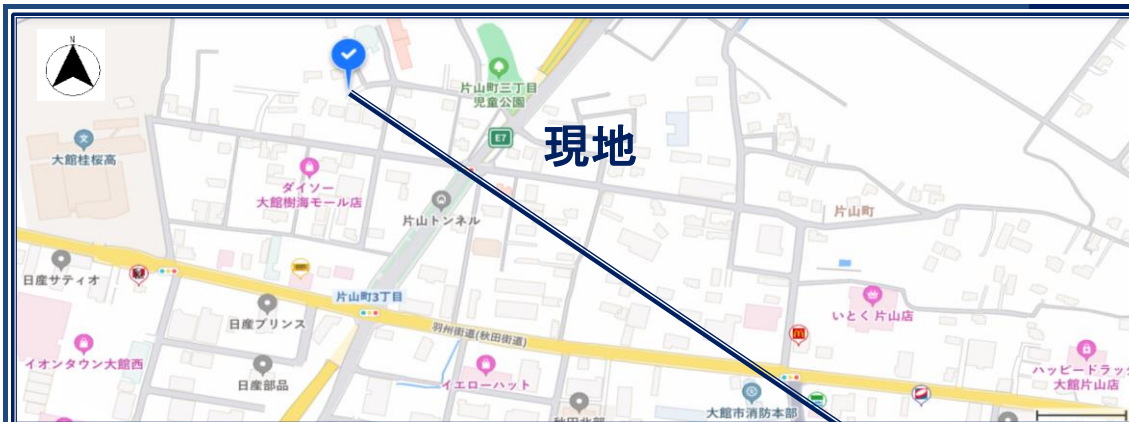 N
片山町三丁目
児童公園
E7
現地
大館桂桜高
ダイソー
大館樹海モール店
片山トンネル
片山町
日産サティオ
片山町3丁目
日産プリンス
羽州街道(秋田街道)
いとく 片山店
イオンタウン大館西
日産部品
イエローハット
ハッピードラッグ
大館片山店
大館市消防本部
秋田北部